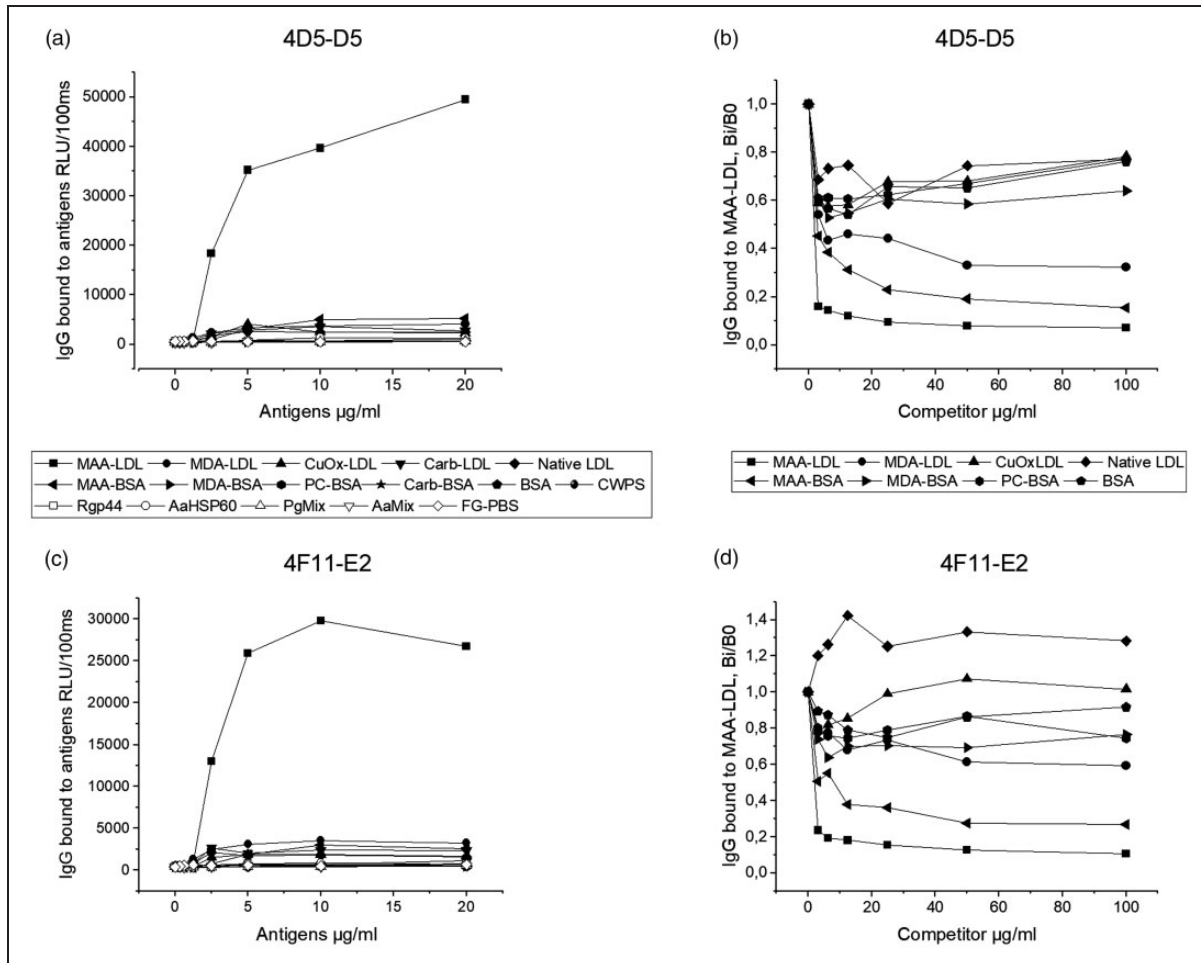 (a)
4D5-D5
IgG bound to antigens RLU/100ms
50000
40000
30000
20000
10000
0
0 5 10 15 20
Antigens µg/ml
(b)
4D5-D5
IgG bound to MAA-LDL, Bi/B0
1,0
0,8
0,6
0,4
0,2
0,0
0 20 40 60 80 100
Competitor µg/ml
MAA-LDL MDA-LDL CuOx-LDL Carb-LDL Native LDL
MAA-BSA MDA-BSA PC-BSA Carb-BSA BSA CWPS
Rgp44 AaHSP60 PgMix AaMix FG-PBS
MAA-LDL MDA-LDL CuOxLDL Native LDL
MAA-BSA MDA-BSA PC-BSA BSA
(c)
4F11-E2
IgG bound to antigens RLU/100ms
30000
25000
20000
15000
10000
5000
0
0 5 10 15 20
Antigens µg/ml
(d)
4F11-E2
IgG bound to MAA-LDL, Bi/B0
1,4
1,2
1,0
0,8
0,6
0,4
0,2
0,0
0 20 40 60 80 100
Competitor µg/ml